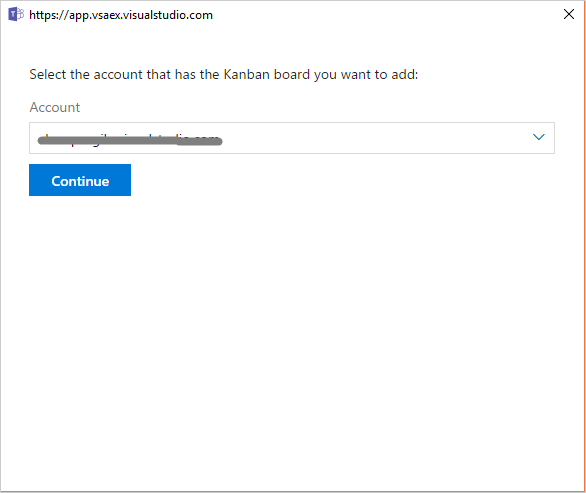 https://app.vsaex.visualstudio.com
Select the account that has the Kanban board you want to add:
Account
Continue